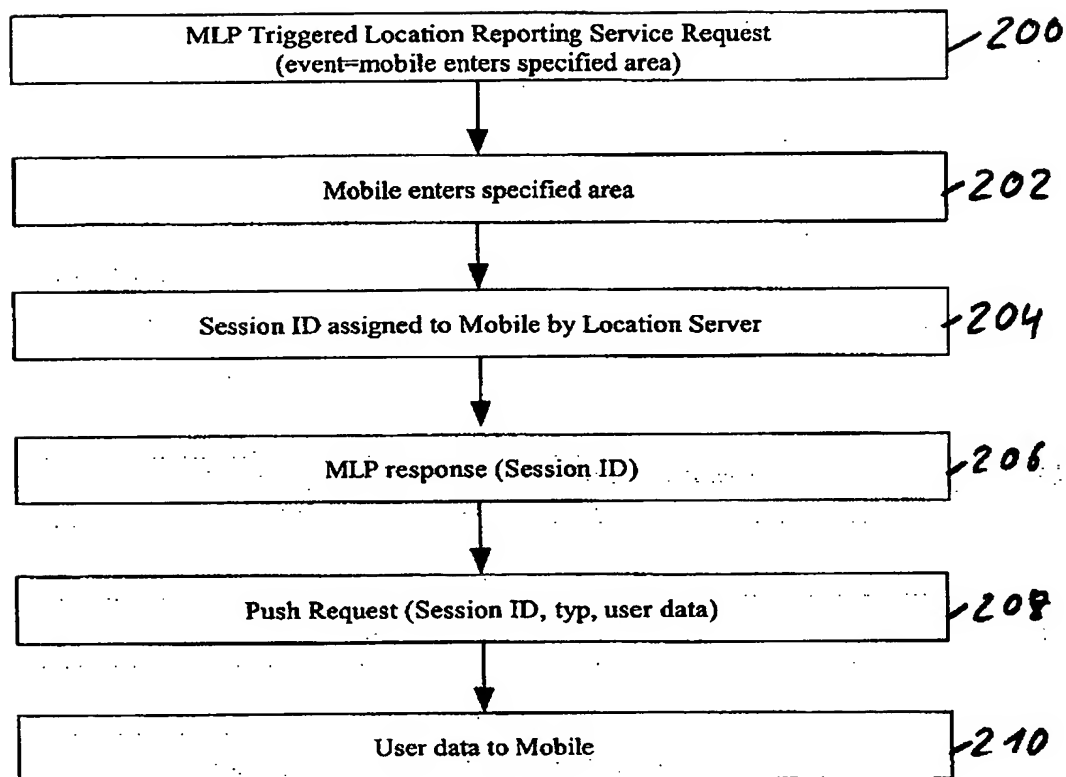 MLP Triggered Location Reporting Service Request
(event=mobile enters specified area)
200
Mobile enters specified area
202
Session ID assigned to Mobile by Location Server
204
MLP response (Session ID)
206
Push Request (Session ID, typ, user data)
208
User data to Mobile
210